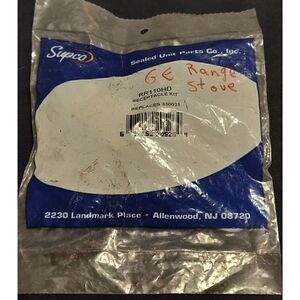 Supco
Sealed Unit Parts Co., Inc.
GE Range
Stove
RR110HD
RECEPTACLE KIT
REPLACES 330031
2230 Landmark Place • Allenwood, NJ 08720